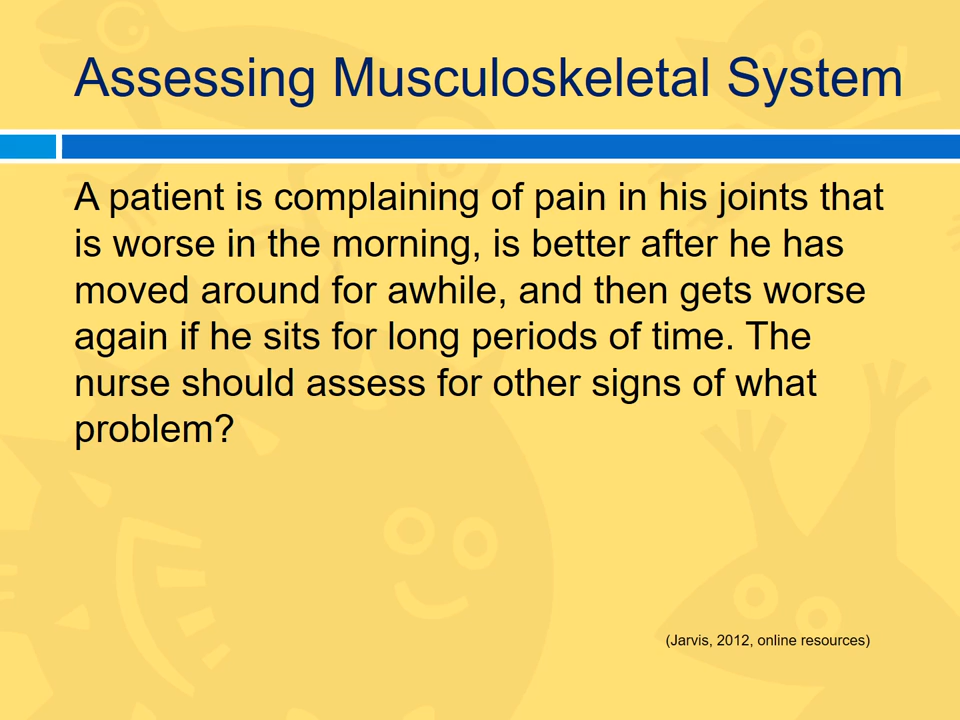 Assessing Musculoskeletal System
A patient is complaining of pain in his joints that
is worse in the morning, is better after he has
moved around for awhile, and then gets worse
again if he sits for long periods of time. The
nurse should assess for other signs of what
problem?
(Jarvis, 2012, online resources)